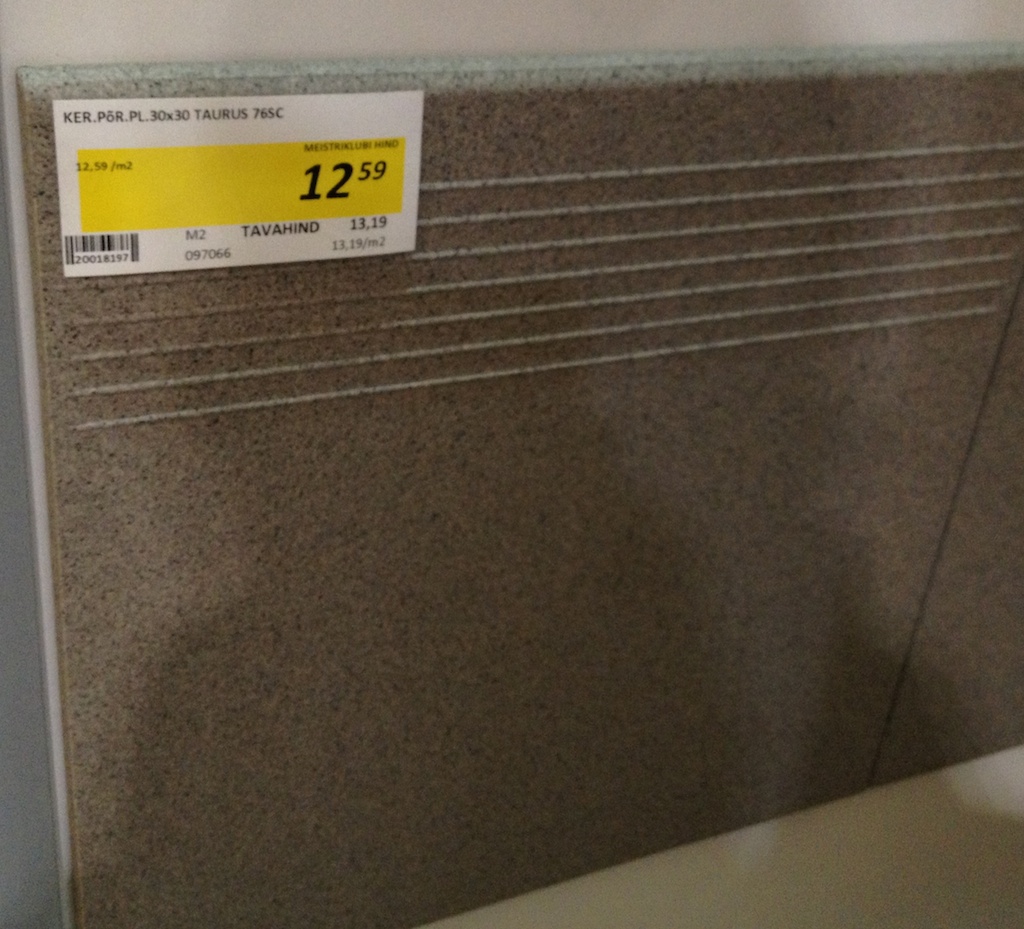 KER.PõR.PL.30x30 TAURUS 76SC
MEISTRIKLUBI HIND
12,59 /m2
12 59
M2 TAVAHIND 13,19
20018197 097066 13,19/m2